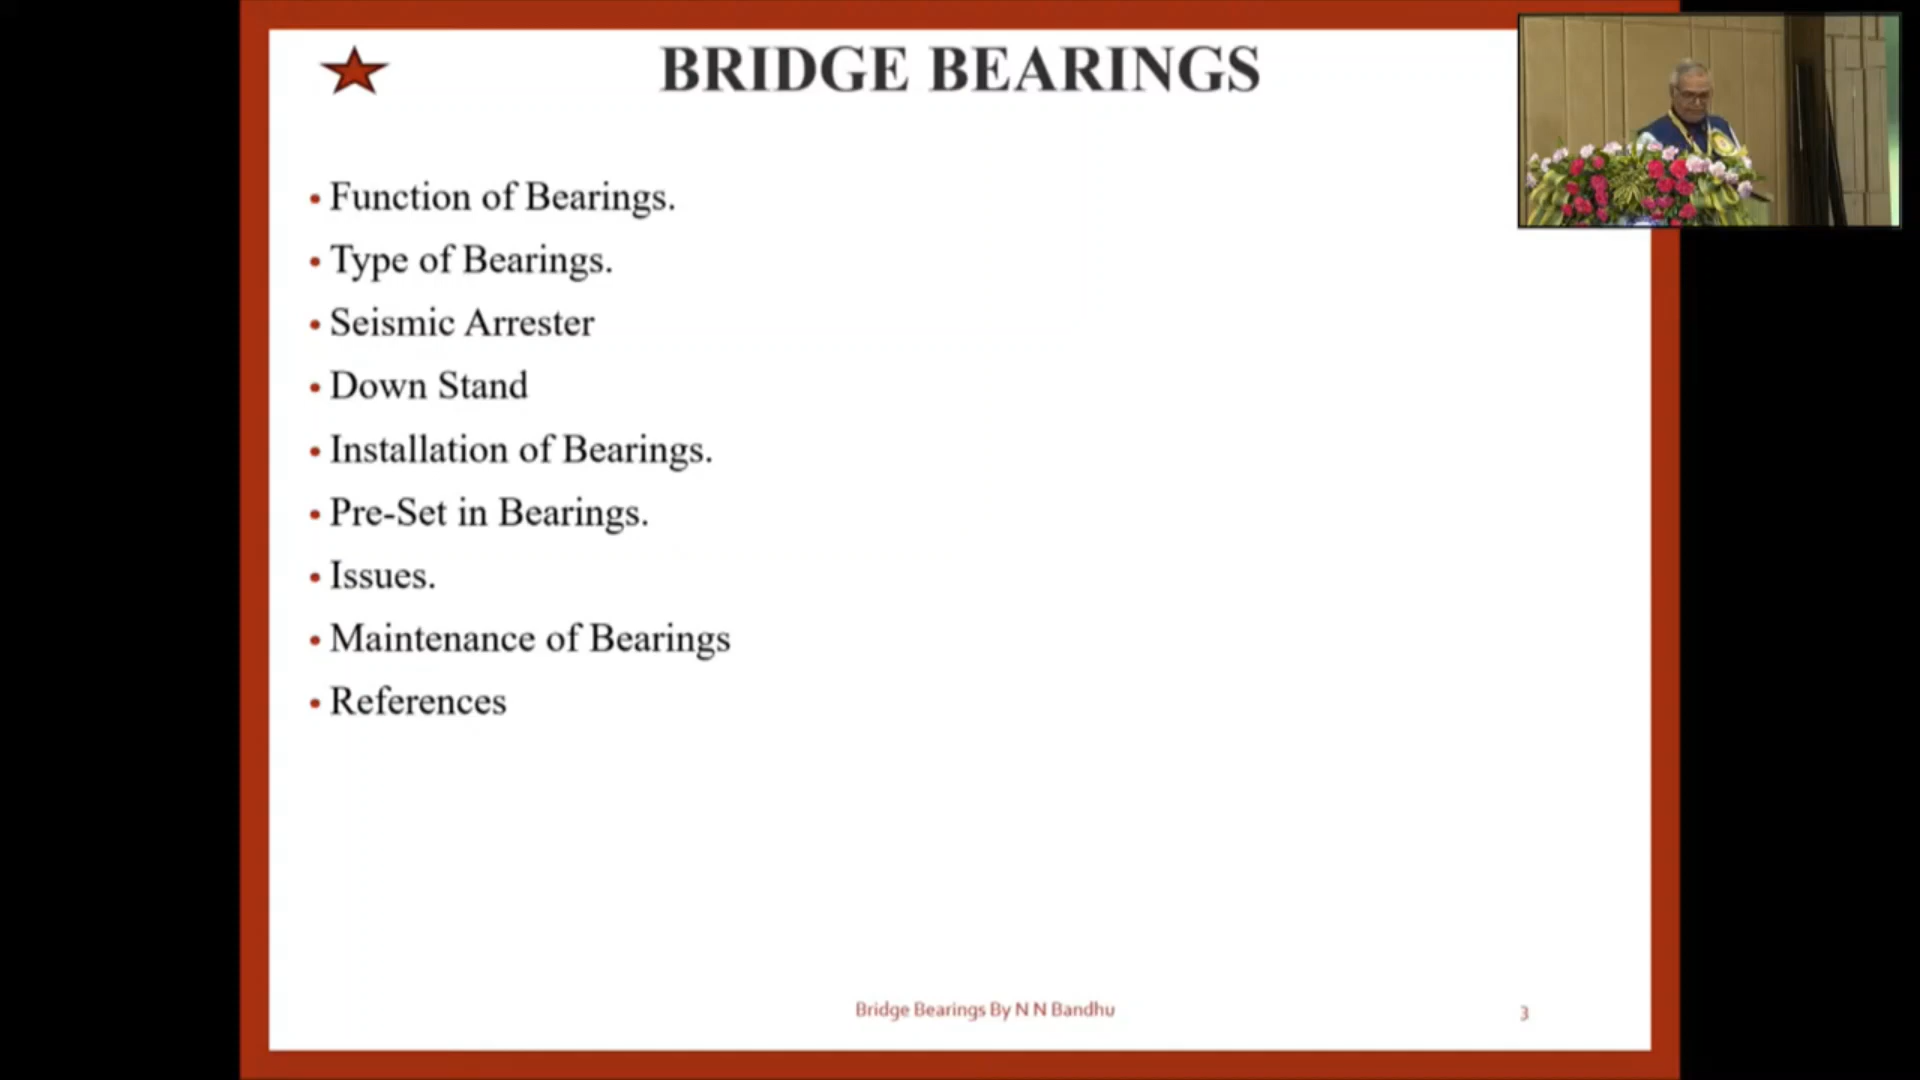 BRIDGE BEARINGS
• Function of Bearings.
• Type of Bearings.
• Seismic Arrester
• Down Stand
• Installation of Bearings.
• Pre-Set in Bearings.
• Issues.
• Maintenance of Bearings
• References
Bridge Bearings By N N Bandhu
3